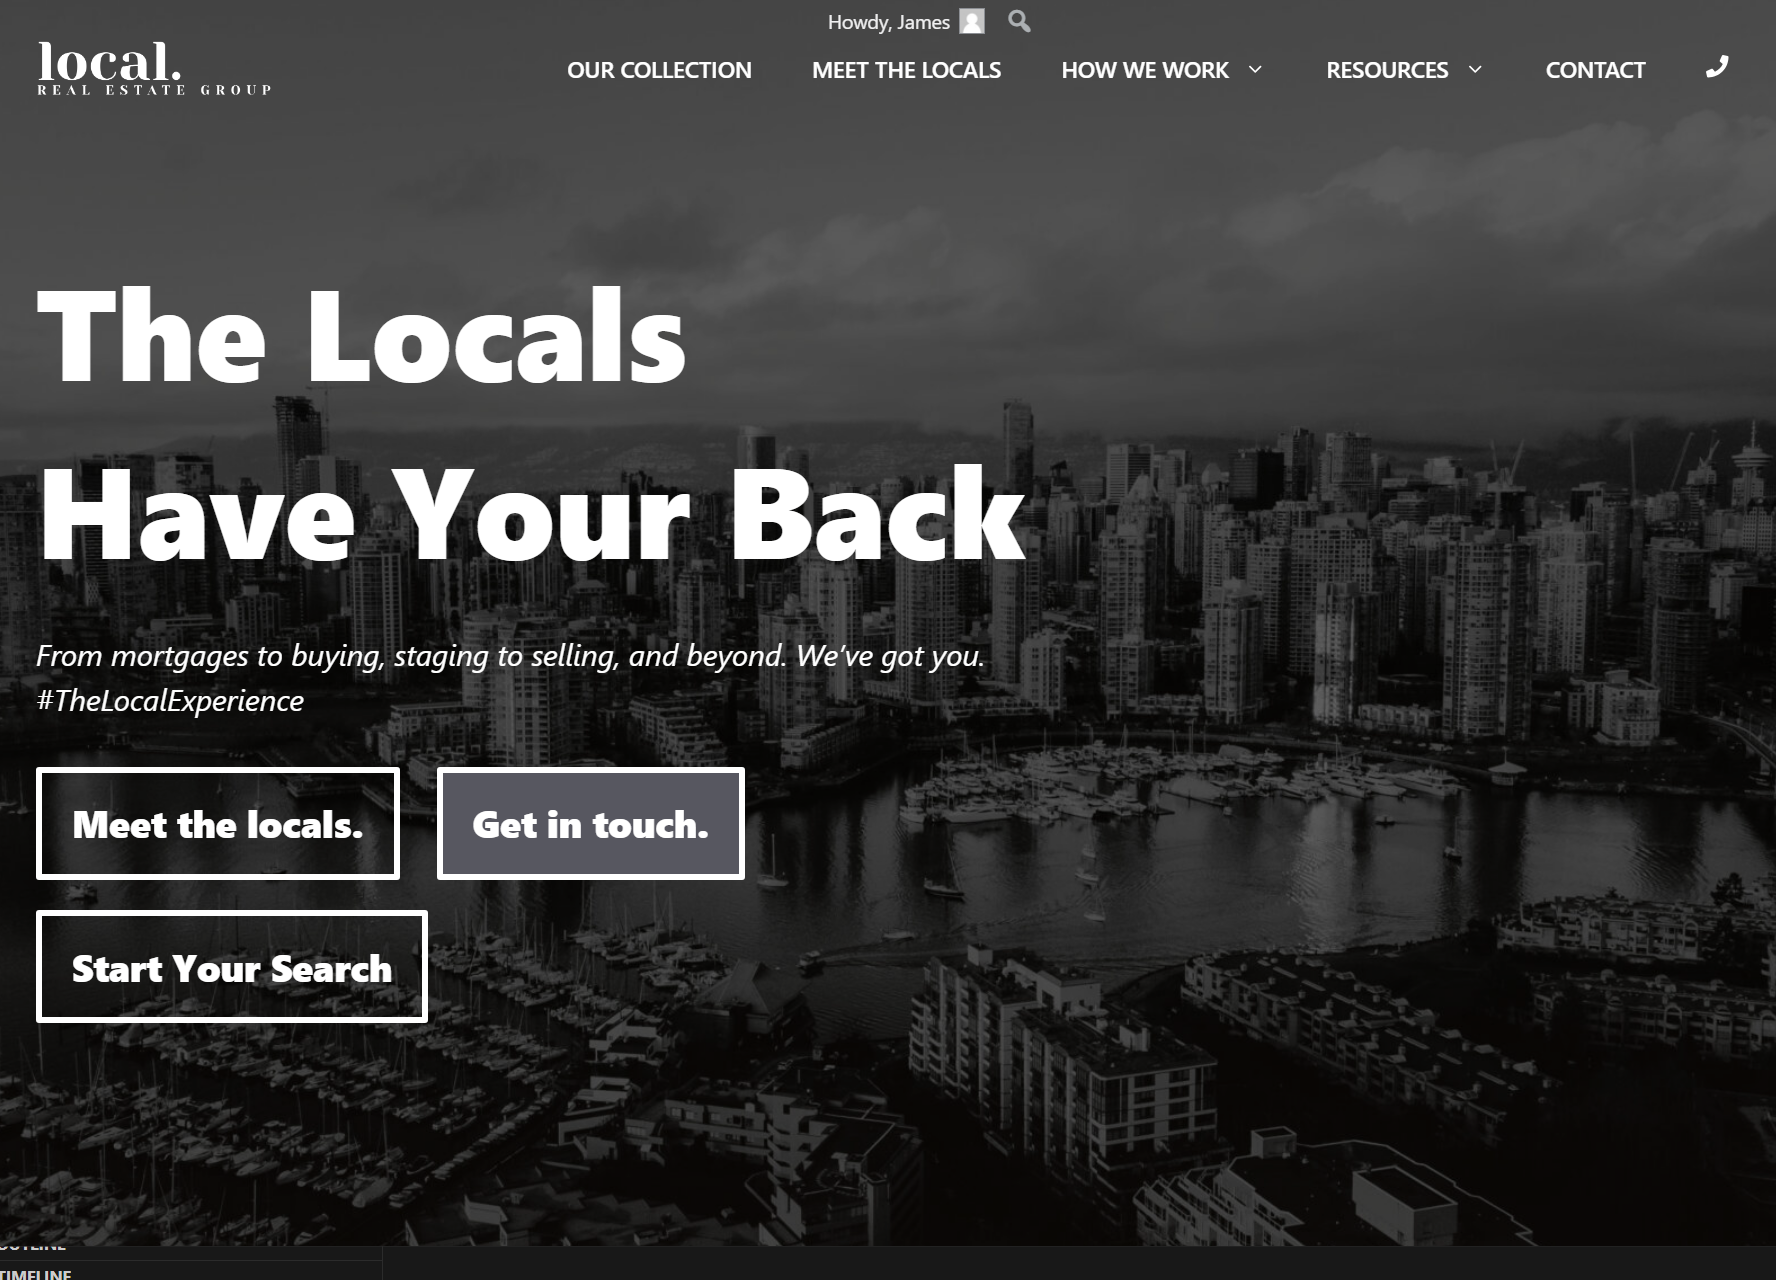 Howdy, James
local.
REAL ESTATE GROUP
OUR COLLECTION
MEET THE LOCALS
HOW WE WORK
RESOURCES
CONTACT
The Locals
Have Your Back
From mortgages to buying, staging to selling, and beyond. We've got you.
#TheLocalExperience
Meet the locals.
Get in touch.
Start Your Search
OUTLINE
TIMELINE